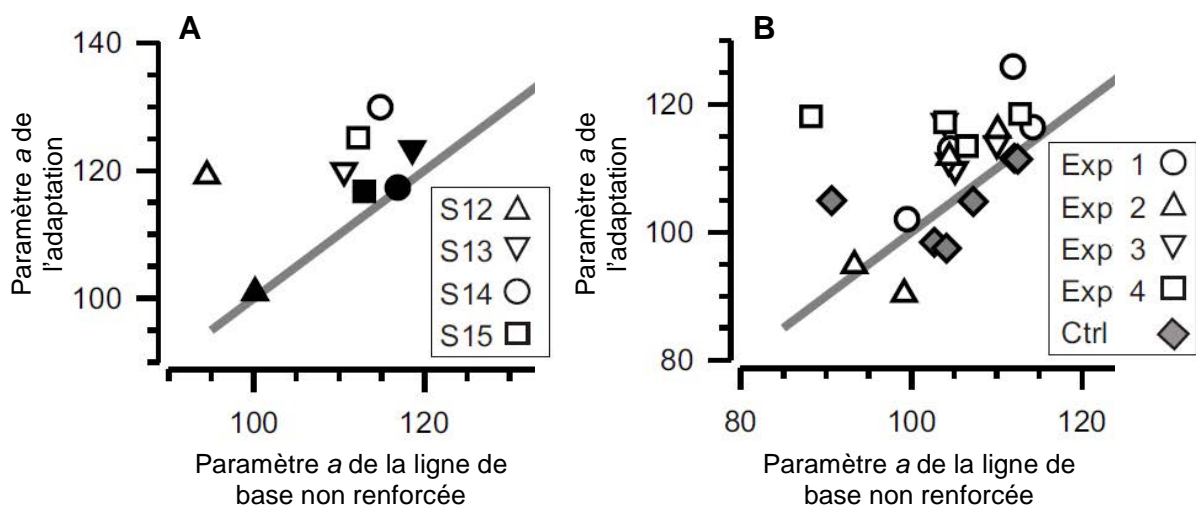 A
140
120
100
100
120
Paramètre a de
l'adaptation
Paramètre a de la ligne de
base non renforcée
S12
S13
S14
S15
B
120
100
80
80
100
120
Paramètre a de
l'adaptation
Paramètre a de la ligne de
base non renforcée
Exp 1
Exp 2
Exp 3
Exp 4
Ctrl